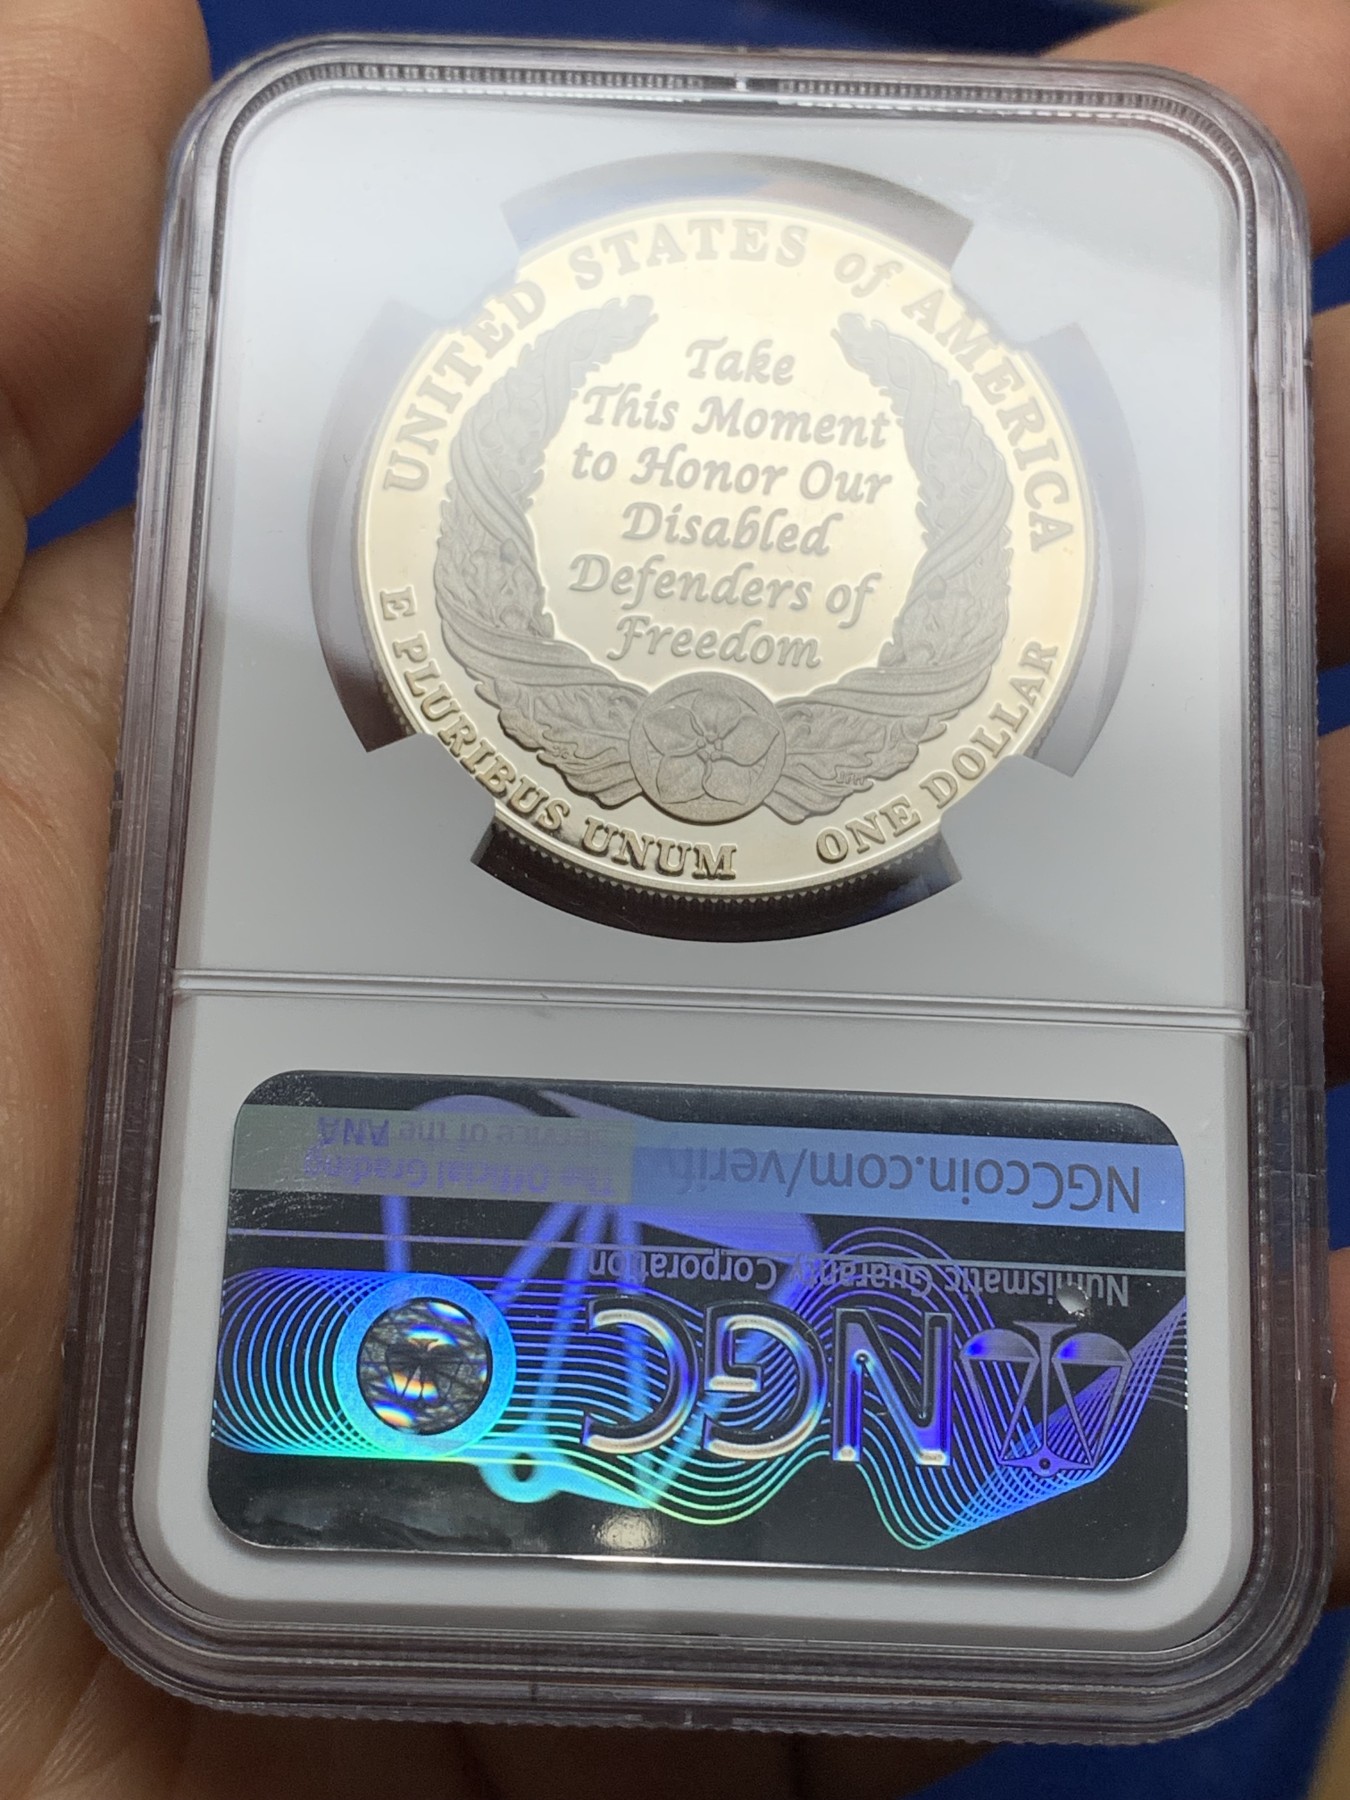 UNITED STATES of AMERICA
Take
This Moment
to Honor Our
Disabled
Defenders of
Freedom
E PLURIBUS UNUM
ONE DOLLAR
NGC
Numismatic Guaranty Corporation
NGCcoin.com/verify
The Official Grading
Service of the ANA